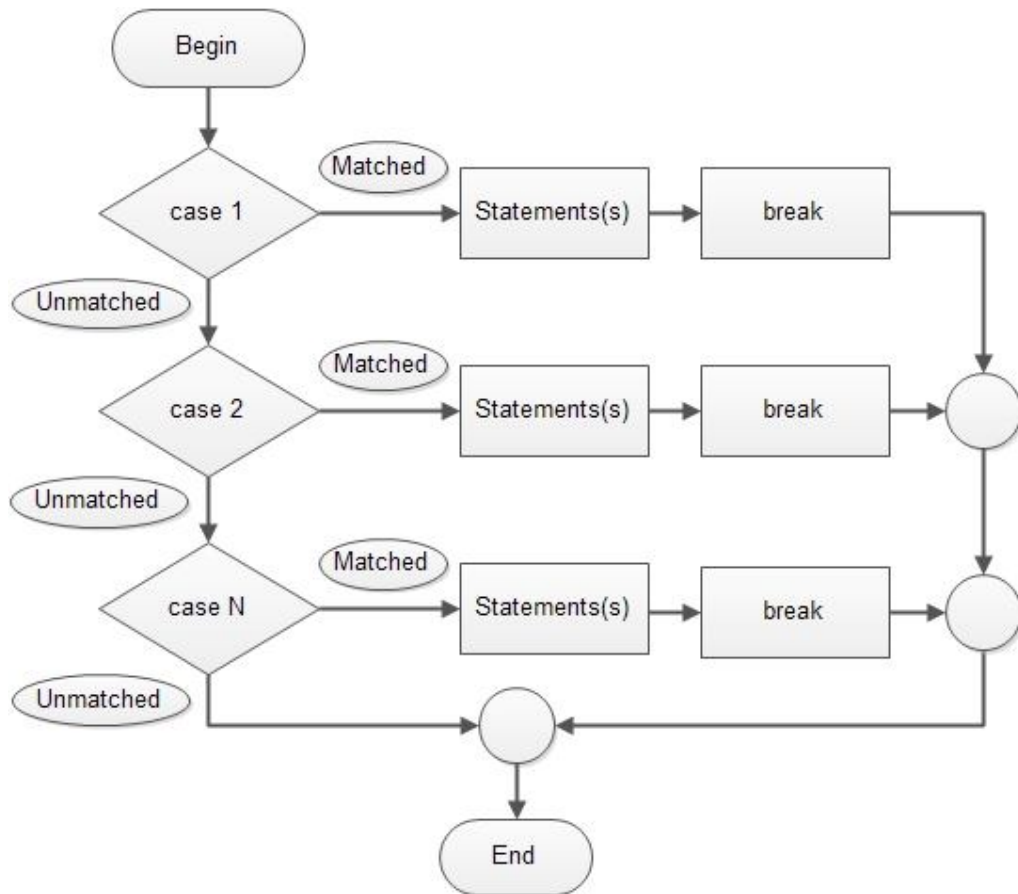 Begin
Matched
case 1
Statements(s)
break
Unmatched
Matched
case 2
Statements(s)
break
Unmatched
Matched
case N
Statements(s)
break
Unmatched
End